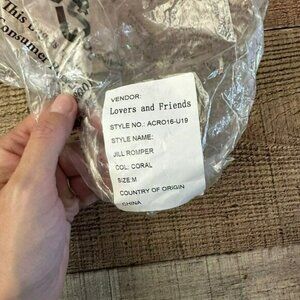 This
Consumer
VENDOR:
Lovers and Friends
STYLE NO.: ACRO16-U19
STYLE NAME:
JILL ROMPER
COL: CORAL
SIZE:M
COUNTRY OF ORIGIN
CHINA